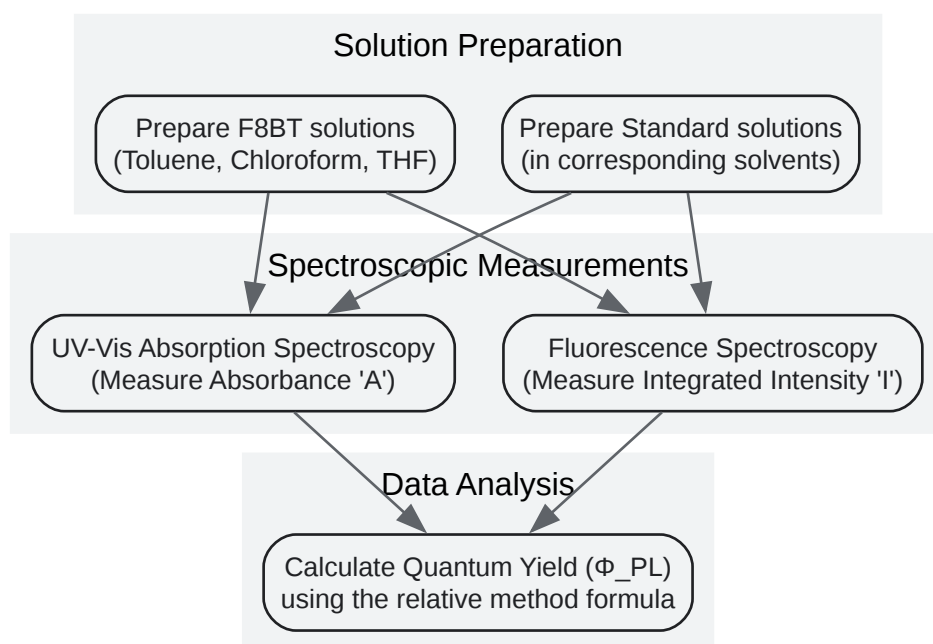 Solution Preparation
Prepare F8BT solutions
(Toluene, Chloroform, THF)
Prepare Standard solutions
(in corresponding solvents)
Spectroscopic Measurements
UV-Vis Absorption Spectroscopy
(Measure Absorbance 'A')
Fluorescence Spectroscopy
(Measure Integrated Intensity 'I')
Data Analysis
Calculate Quantum Yield (Φ_PL)
using the relative method formula